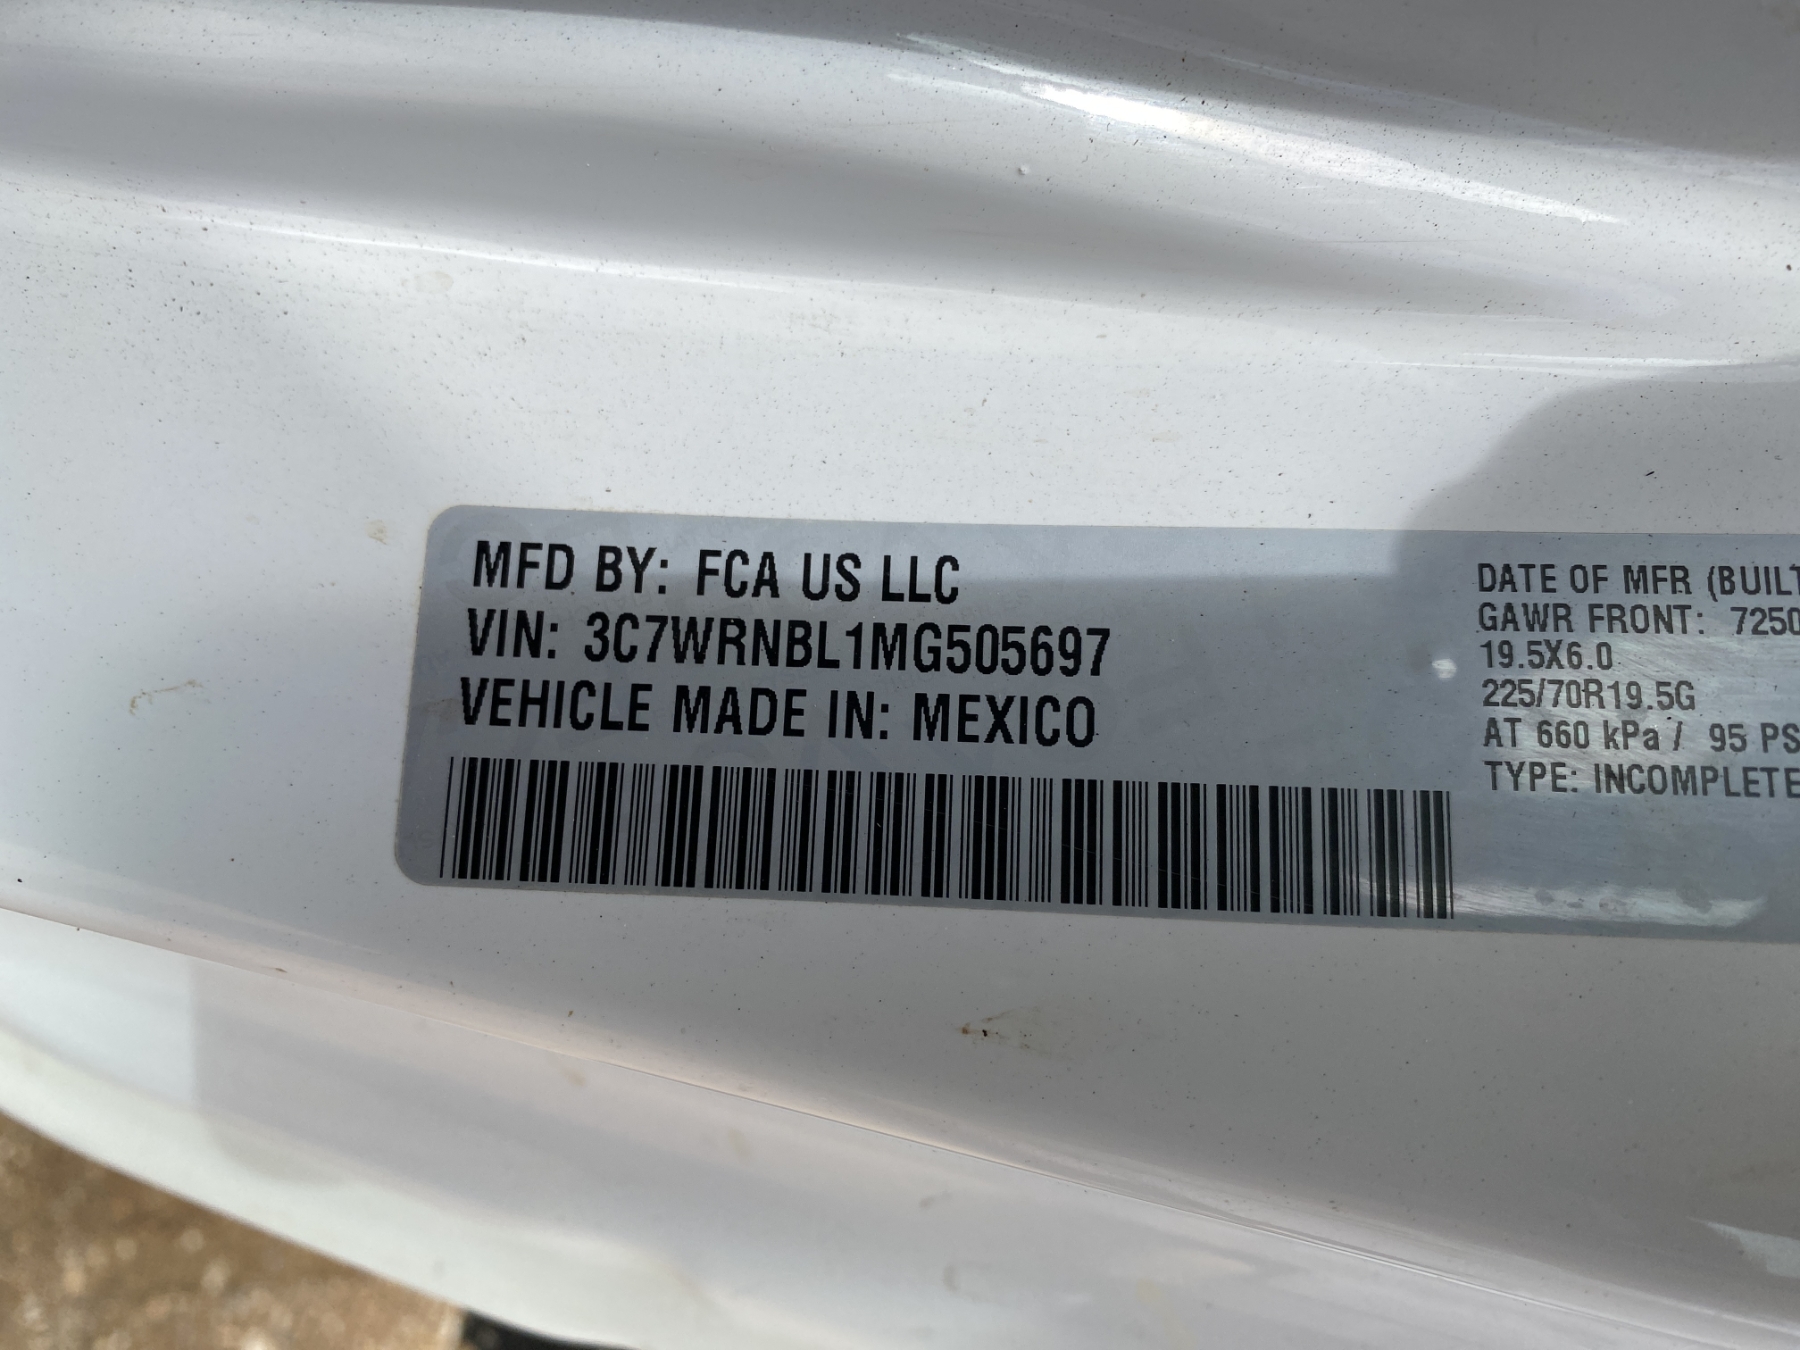 MFD BY: FCA US LLC
VIN: 3C7WRNBL1MG505697
VEHICLE MADE IN: MEXICO
DATE OF MFR (BUILT
GAWR FRONT: 7250
19.5X6.0
225/70R19.5G
AT 660 kPa / 95 PS
TYPE: INCOMPLETE